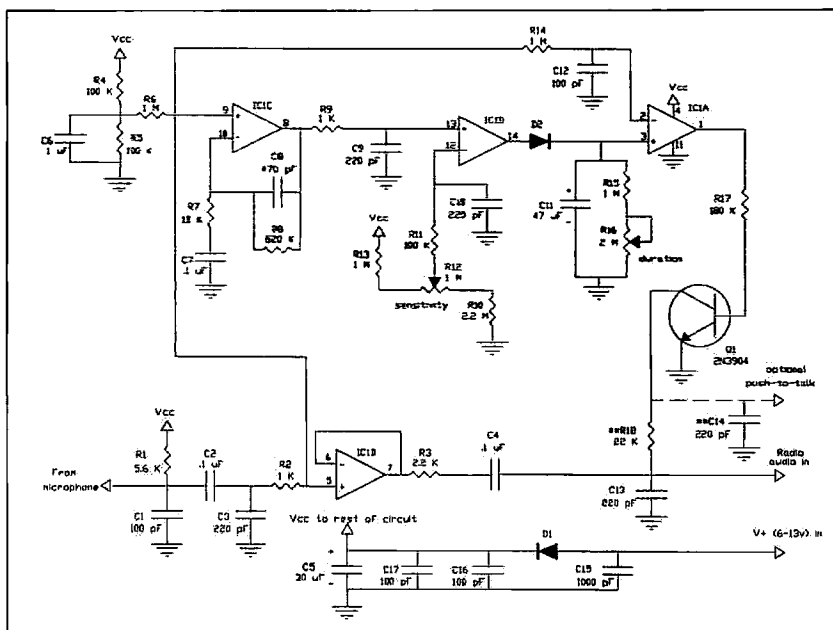 Vcc
R4
100 K
R6
1 M
C6
.1 uF
R5
100 K
9
10
8
IC1C
C8
470 pF
R8
820 K
R7
18 K
C7
.1 uF
R9
1 K
C9
220 pF
13
12
14
IC1D
D2
C18
220 pF
R11
100 K
Vcc
R13
1 M
R12
1 M
sensitivity
R10
2.2 M
R14
1 M
C12
100 pF
Vcc
IC1A
2
3
4
11
1
C11
47 uF
+
-
R15
1 M
R16
2 M
duration
R17
180 K
Q1
2N3904
optional
push-to-talk
**C14
220 pF
**R18
22 K
Radio
audio in
C13
220 pF
Vcc
R1
5.6 K
From
microphone
C1
100 pF
C2
.1 uF
C3
220 pF
R2
1 K
6
5
7
IC1B
R3
2.2 K
C4
.1 uF
Vcc to rest of circuit
+
-
C5
C17
100 pF
C16
100 pF
D1
C15
1000 pF
V+ (6-13v) in